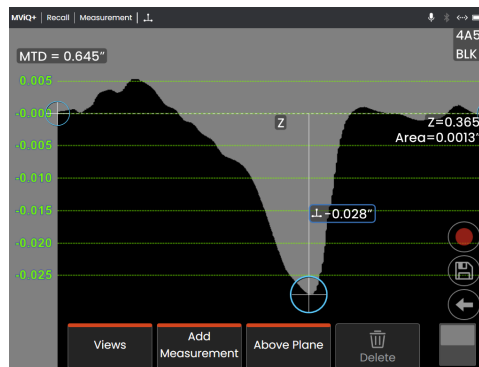 MViQ+ | Recall | Measurement |
4A5
BLK
MTD = 0.645"
0.005
-0.000
Z
Z=0.365
Area=0.0013"
-0.005
-0.010
-0.015
-0.028"
-0.020
-0.025
Views
Add
Measurement
Above Plane
Delete